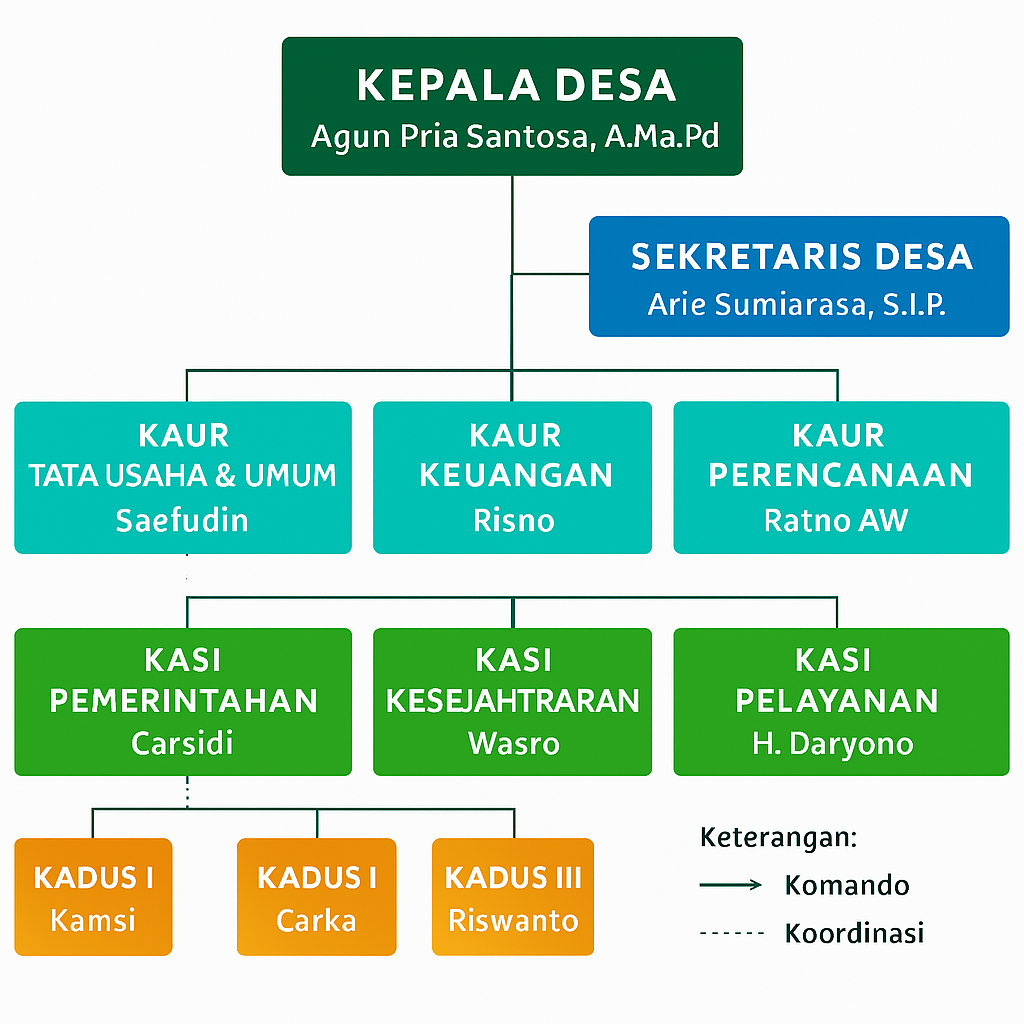 KEPALA DESA
Agun Pria Santosa, A.Ma.Pd
SEKRETARIS DESA
Arie Sumiarasa, S.I.P.
KAUR
TATA USAHA & UMUM
Saefudin
KAUR
KEUANGAN
Risno
KAUR
PERENCANAAN
Ratno AW
KASI
PEMERINTAHAN
Carsidi
KASI
KESEJAHTRARAN
Wasro
KASI
PELAYANAN
H. Daryono
KADUS I
Kamsi
KADUS I
Carka
KADUS III
Riswanto
Keterangan:
Komando
Koordinasi